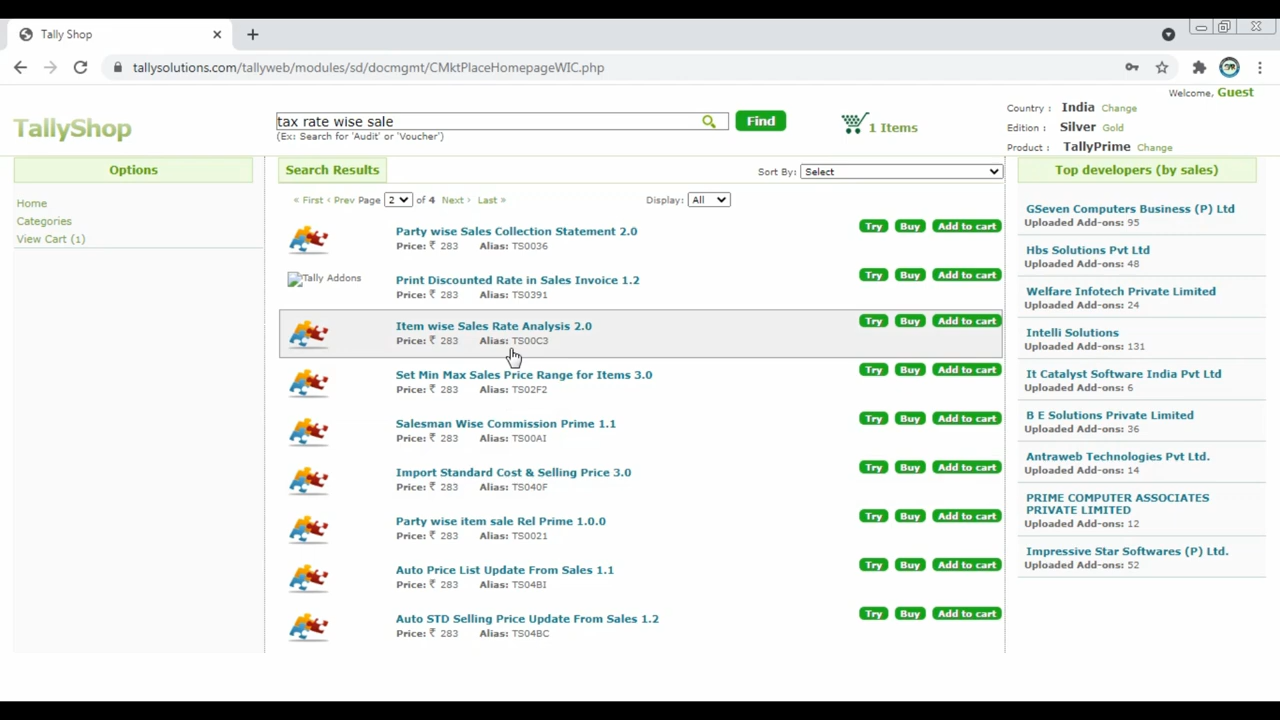 Tally Shop
tallysolutions.com/tallyweb/modules/sd/docmgmt/CMktPlaceHomepageWIC.php
Welcome, Guest
TallyShop
tax rate wise sale
Find
(Ex: Search for 'Audit' or 'Voucher')
1 Items
Country : India Change
Edition : Silver Gold
Product : TallyPrime Change
Options
Home
Categories
View Cart (1)
Search Results
Sort By: Select
« First ‹ Prev Page 2 of 4 Next › Last »
Display: All
Party wise Sales Collection Statement 2.0
Price: ₹ 283 Alias: TS0036
Try Buy Add to cart
Tally Addons
Print Discounted Rate in Sales Invoice 1.2
Price: ₹ 283 Alias: TS0391
Try Buy Add to cart
Item wise Sales Rate Analysis 2.0
Price: ₹ 283 Alias: TS00C3
Try Buy Add to cart
Set Min Max Sales Price Range for Items 3.0
Price: ₹ 283 Alias: TS02F2
Try Buy Add to cart
Salesman Wise Commission Prime 1.1
Price: ₹ 283 Alias: TS00AI
Try Buy Add to cart
Import Standard Cost & Selling Price 3.0
Price: ₹ 283 Alias: TS040F
Try Buy Add to cart
Party wise item sale Rel Prime 1.0.0
Price: ₹ 283 Alias: TS0021
Try Buy Add to cart
Auto Price List Update From Sales 1.1
Price: ₹ 283 Alias: TS04BI
Try Buy Add to cart
Auto STD Selling Price Update From Sales 1.2
Price: ₹ 283 Alias: TS04BC
Try Buy Add to cart
Top developers (by sales)
GSeven Computers Business (P) Ltd
Uploaded Add-ons: 95
Hbs Solutions Pvt Ltd
Uploaded Add-ons: 48
Welfare Infotech Private Limited
Uploaded Add-ons: 24
Intelli Solutions
Uploaded Add-ons: 131
It Catalyst Software India Pvt Ltd
Uploaded Add-ons: 6
B E Solutions Private Limited
Uploaded Add-ons: 36
Antraweb Technologies Pvt Ltd.
Uploaded Add-ons: 14
PRIME COMPUTER ASSOCIATES
PRIVATE LIMITED
Uploaded Add-ons: 12
Impressive Star Softwares (P) Ltd.
Uploaded Add-ons: 52